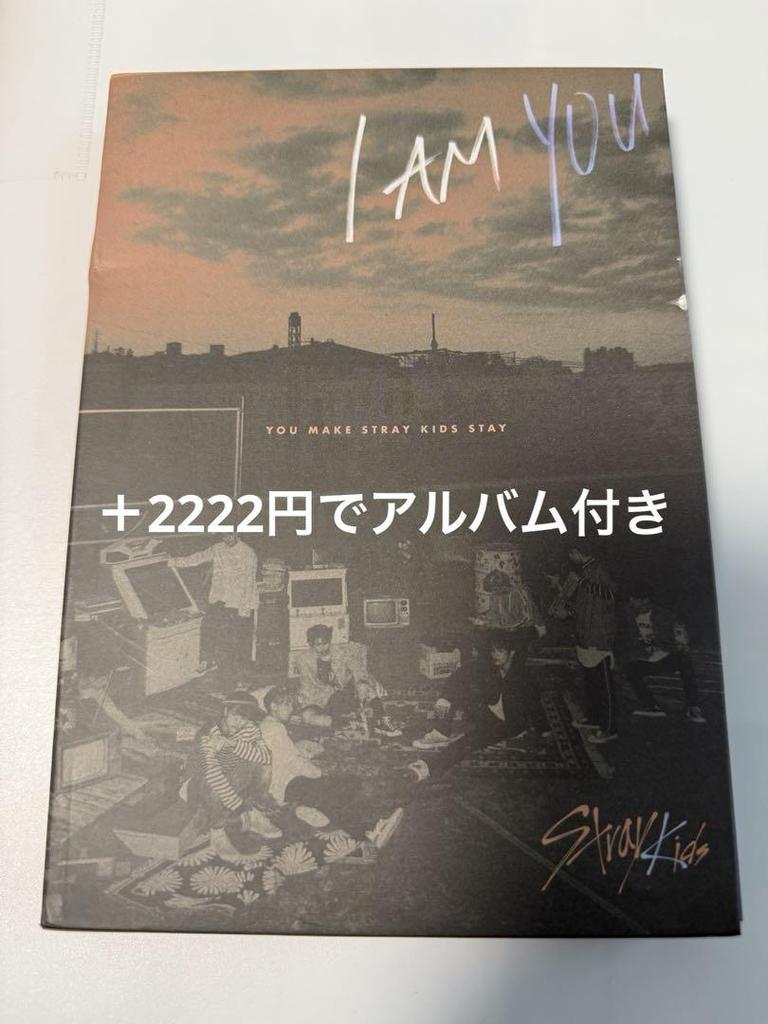 I AM YOU
YOU MAKE STRAY KIDS STAY
＋2222円でアルバム付き
Stray Kids